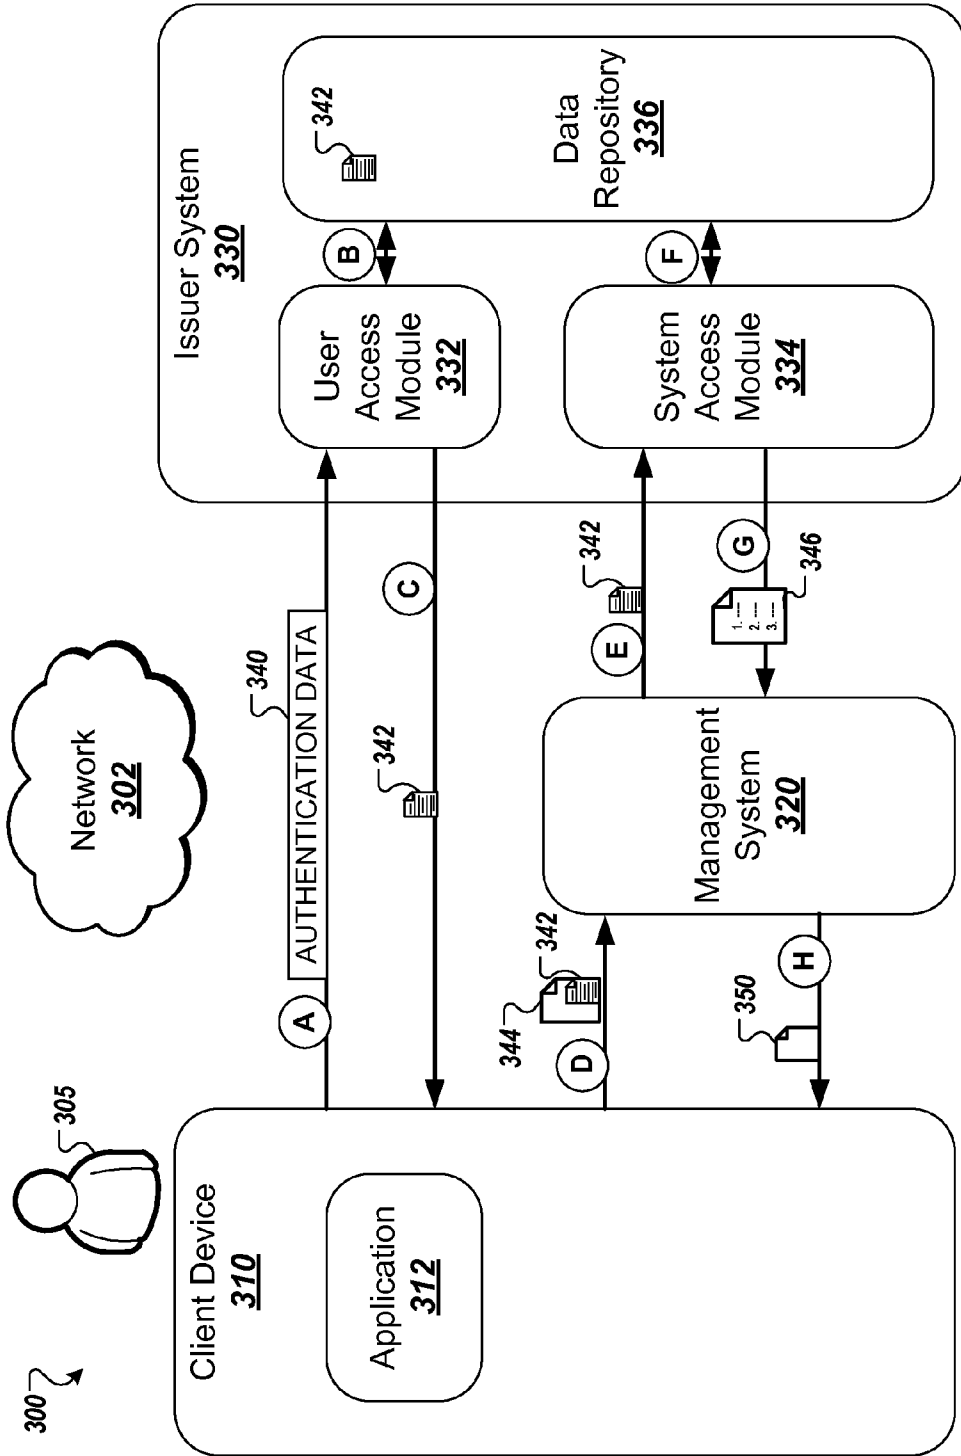 300
305
Network
302
Client Device
310
Application
312
A
AUTHENTICATION DATA
340
C
342
D
344
342
H
350
Management
System
320
E
342
G
346
1. ---
2. ---
3. ---
Issuer System
330
User
Access
Module
332
B
342
System
Access
Module
334
F
Data
Repository
336